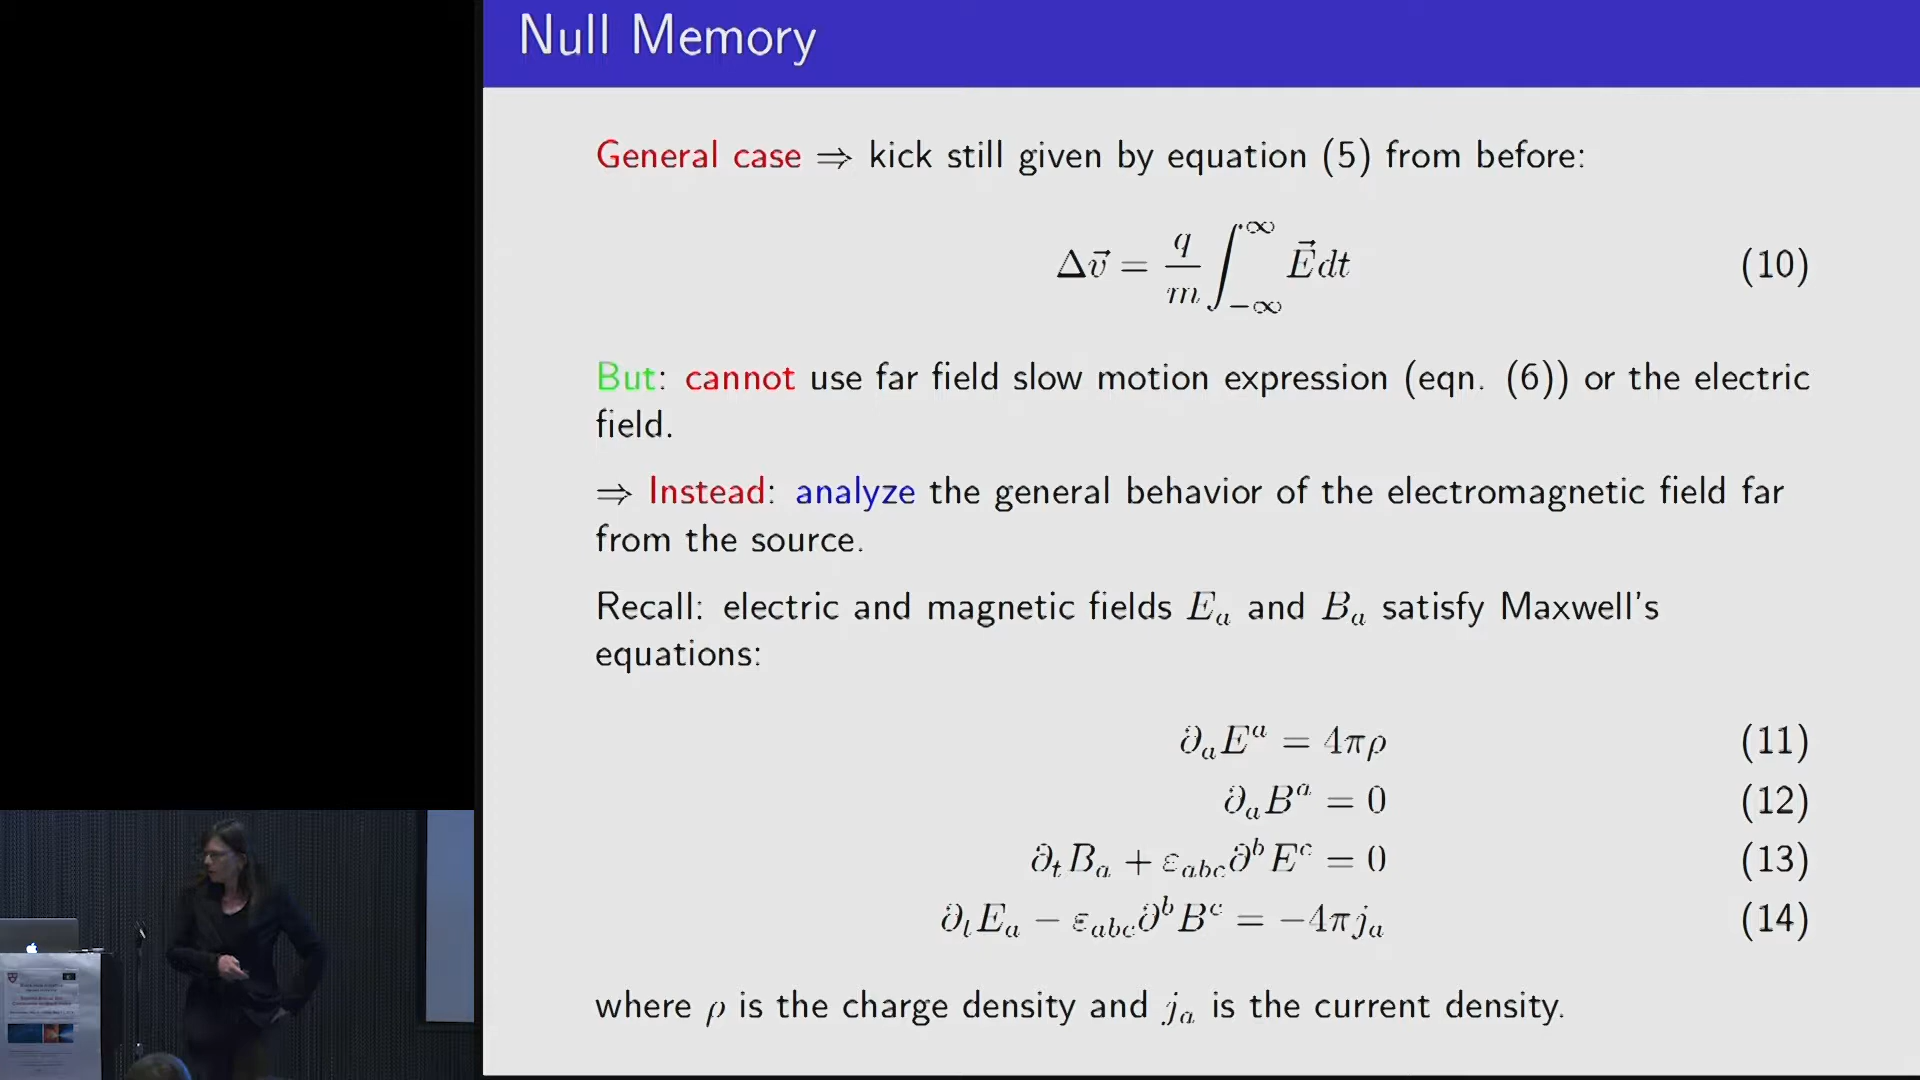 Null Memory
General case ⇒ kick still given by equation (5) from before:
Δv⃗ = q/m ∫_{-∞}^{∞} E⃗dt (10)
But: cannot use far field slow motion expression (eqn. (6)) or the electric
field.
⇒ Instead: analyze the general behavior of the electromagnetic field far
from the source.
Recall: electric and magnetic fields E_a and B_a satisfy Maxwell's
equations:
∂_a E^a = 4πρ (11)
∂_a B^a = 0 (12)
∂_t B_a + ε_{abc} ∂^b E^c = 0 (13)
∂_t E_a − ε_{abc} ∂^b B^c = −4πj_a (14)
where ρ is the charge density and j_a is the current density.